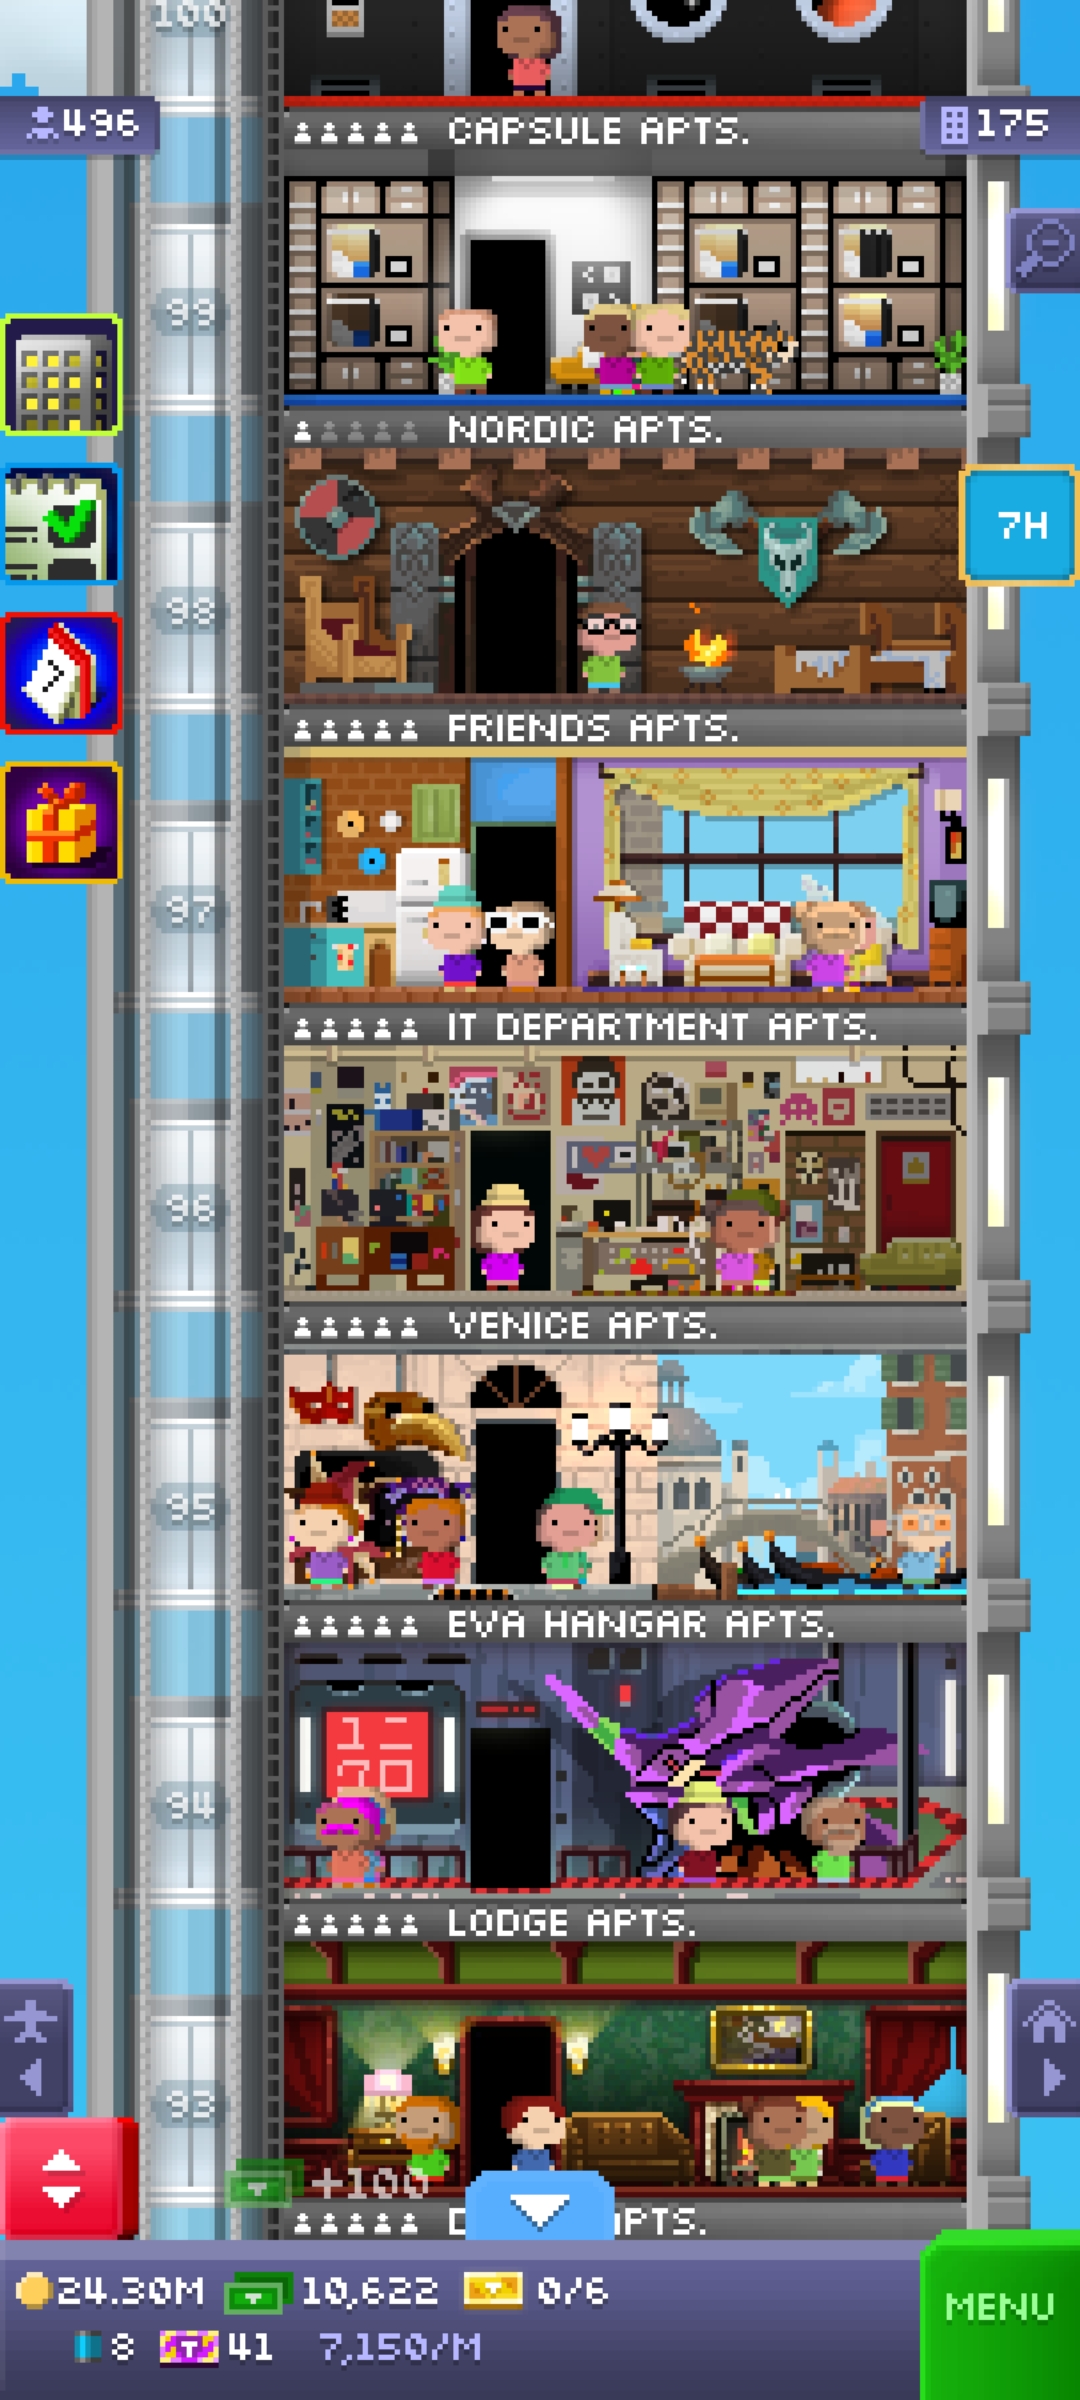 100
496
CAPSULE APTS.
175
99
NORDIC APTS.
7H
98
FRIENDS APTS.
97
IT DEPARTMENT APTS.
96
VENICE APTS.
95
EVA HANGAR APTS.
94
LODGE APTS.
93
+100
PTS.
24.30M 10,622 0/6
MENU
8 41 7,150/M